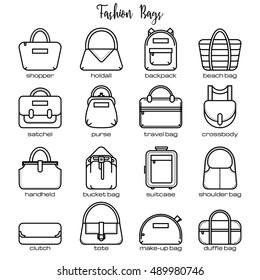 Fashion Bags
shopper holdall backpack beach bag
satchel purse travel bag crossbody
handheld bucket bag suitcase shoulder bag
clutch tote make-up bag duffle bag
shutterstock.com · 489980746